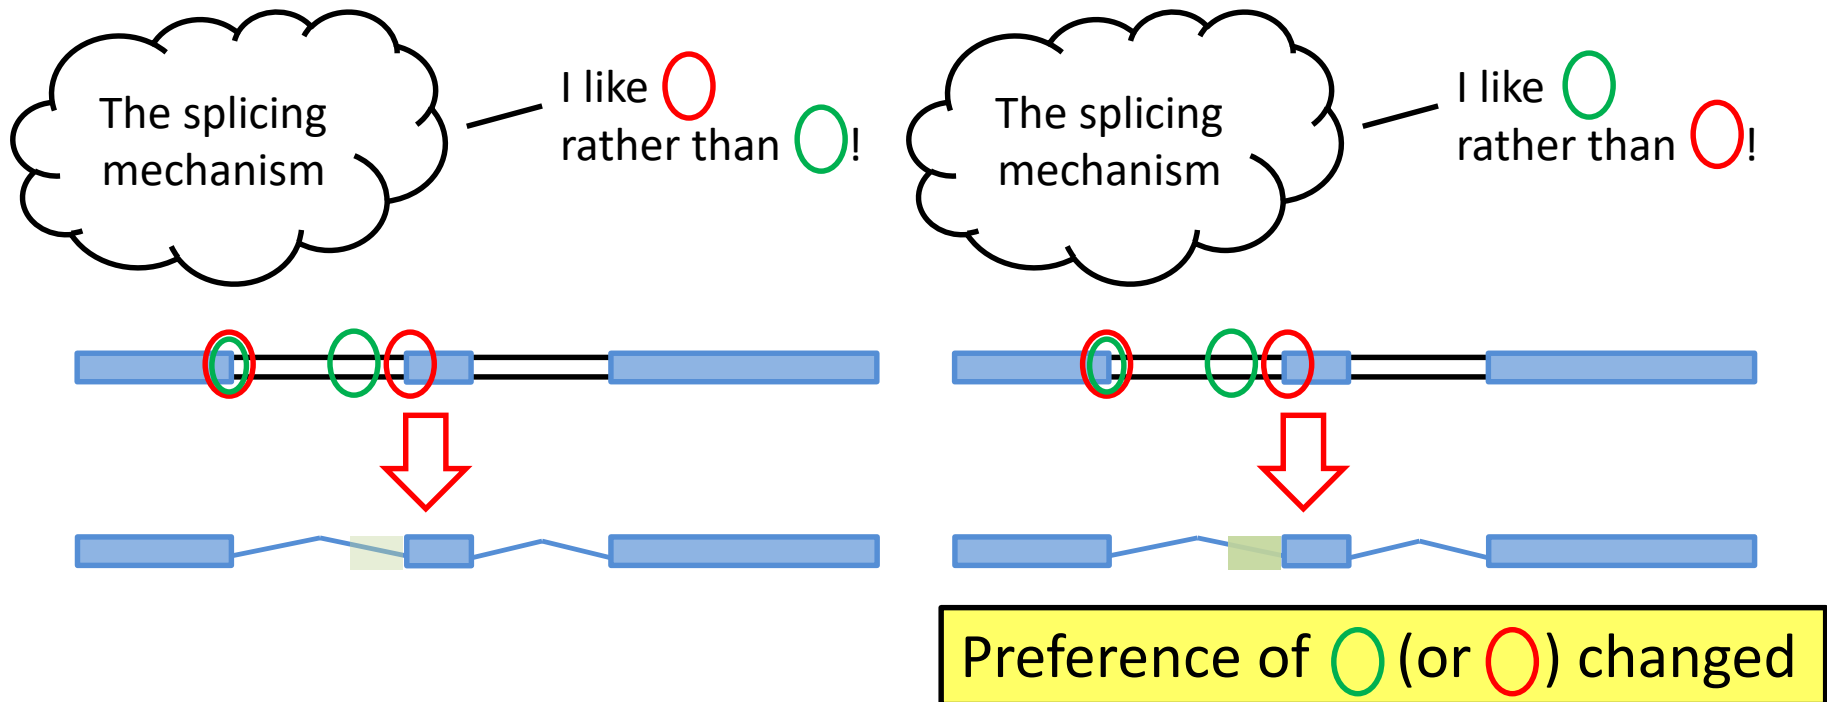 The splicing
mechanism
I like
rather than !
The splicing
mechanism
I like
rather than !
Preference of (or ) changed